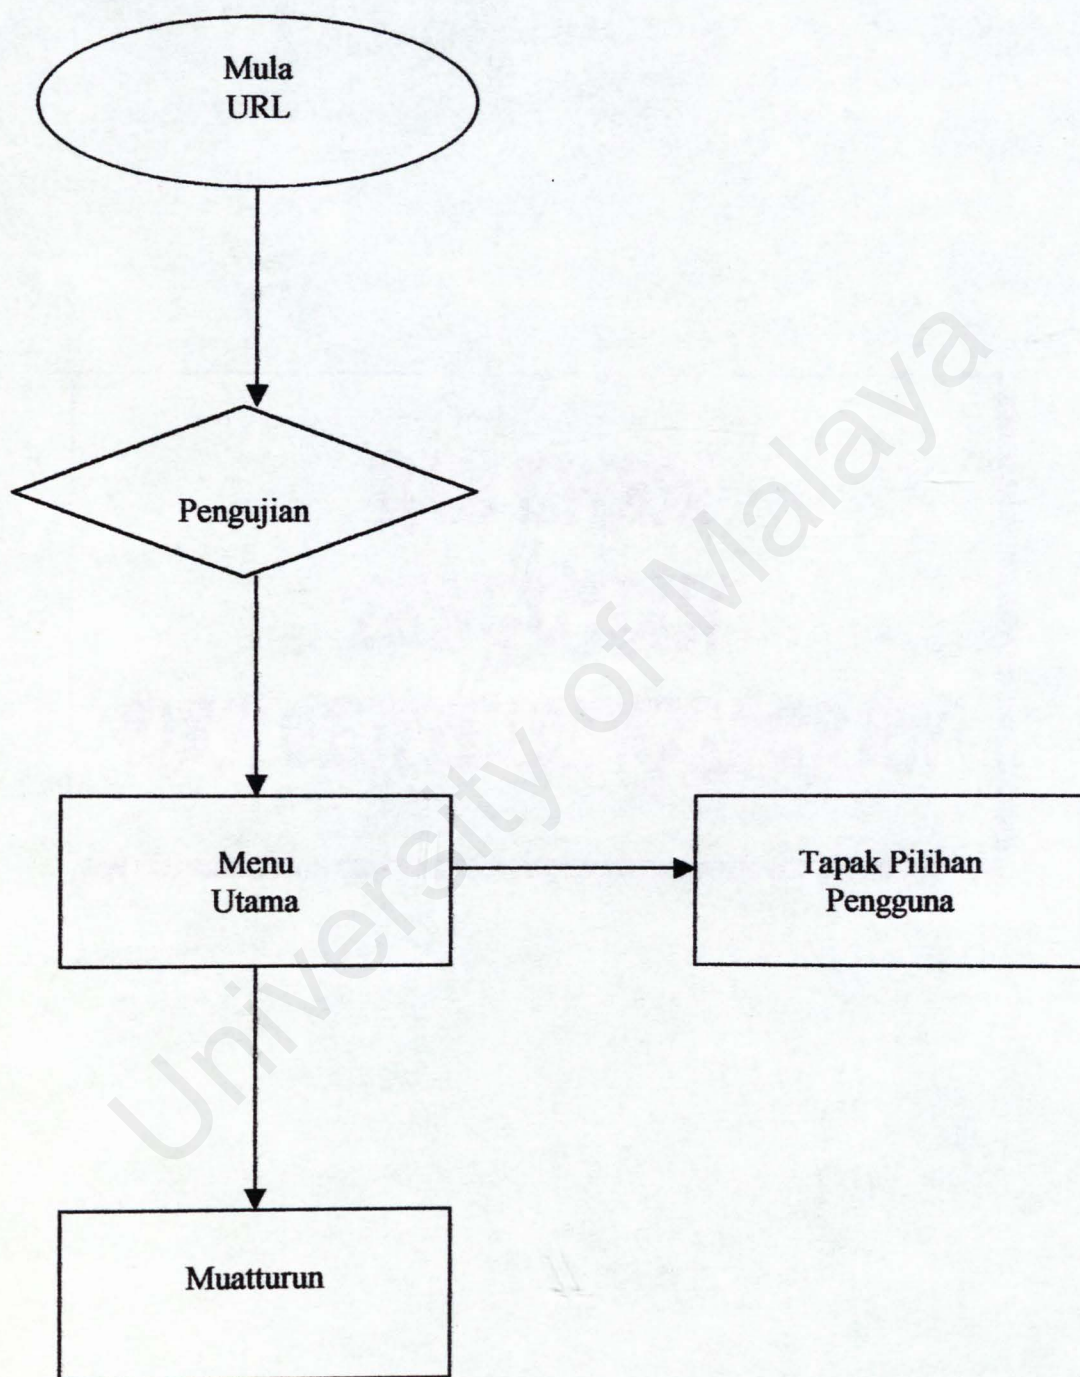 Mula
URL
Pengujian
Menu
Utama
Tapak Pilihan
Pengguna
Muatturun
University of Malaya